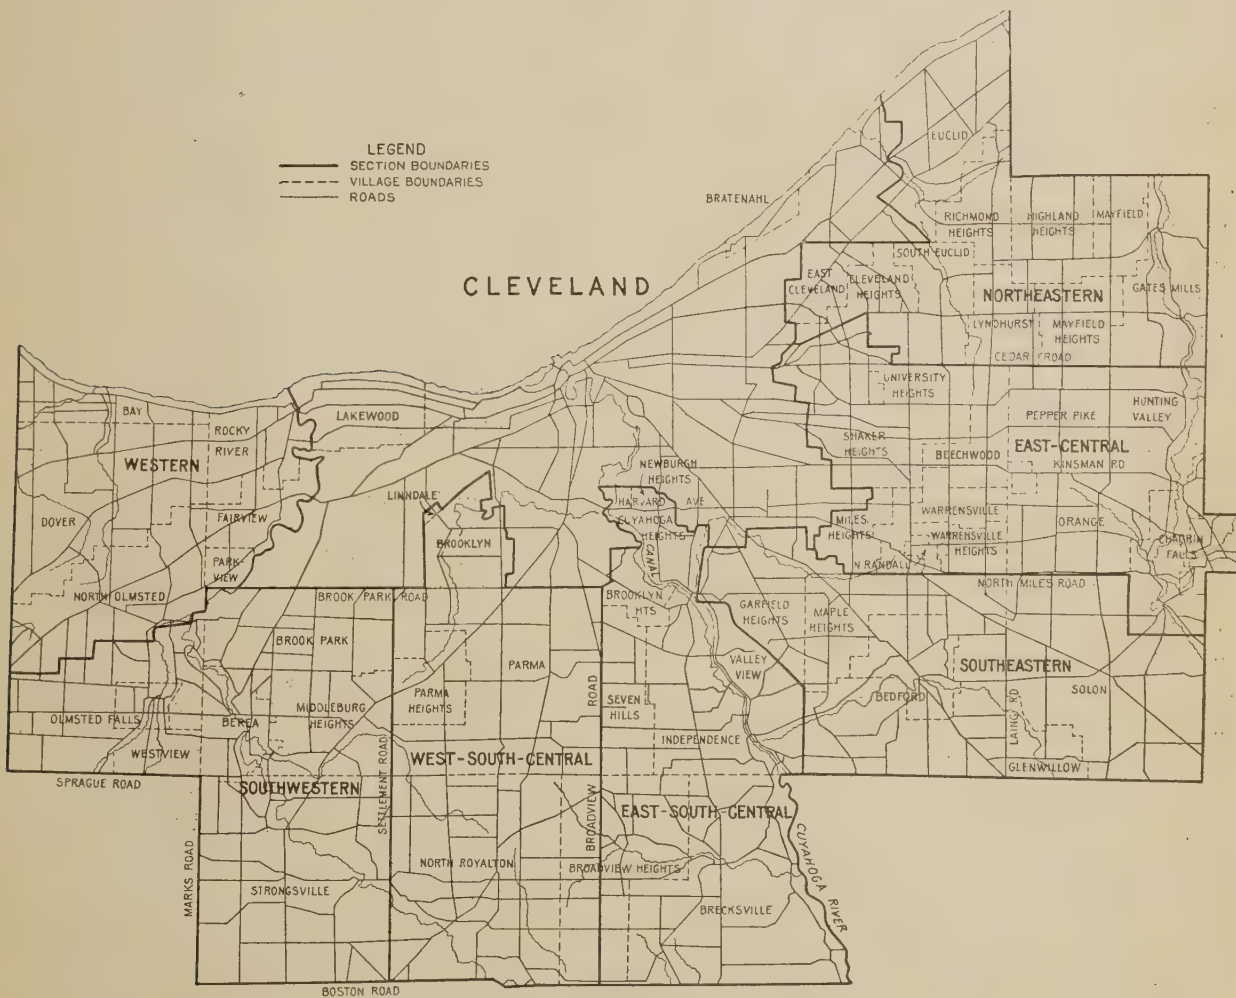 LEGEND
SECTION BOUNDARIES
VILLAGE BOUNDARIES
ROADS
EUCLID
BRATENAHL
RICHMOND
HEIGHTS
HIGHLAND
HEIGHTS
MAYFIELD
SOUTH EUCLID
CLEVELAND
EAST
CLEVELAND
CLEVELAND
HEIGHTS
NORTHEASTERN
GATES MILLS
LYNDHURST
MAYFIELD
HEIGHTS
CEDAR ROAD
UNIVERSITY
HEIGHTS
HUNTING
VALLEY
BAY
ROCKY
RIVER
LAKEWOOD
PEPPER PIKE
WESTERN
SHAKER
HEIGHTS
BEECHWOOD
EAST-CENTRAL
KINSMAN RD
NEWBURGH
HEIGHTS
LINNDALE
HARVARD AVE
DOVER
FAIRVIEW
CUYAHOGA
HEIGHTS
MILES
HEIGHTS
WARRENSVILLE
ORANGE
WARRENSVILLE
HEIGHTS
CHAGRIN
FALLS
BROOKLYN
CANAL
PARK-
VIEW
N RANDALL
NORTH MILES ROAD
NORTH OLMSTED
BROOK PARK ROAD
BROOKLYN
HTS
GARFIELD
HEIGHTS
MAPLE
HEIGHTS
BROOK PARK
PARMA
VALLEY
VIEW
SOUTHEASTERN
SOLON
BEDFORD
PARMA
HEIGHTS
SEVEN
HILLS
ROAD
LAING RD
OLMSTED FALLS
BEREA
MIDDLEBURG
HEIGHTS
INDEPENDENCE
WESTVIEW
WEST-SOUTH-CENTRAL
GLENWILLOW
SPRAGUE ROAD
SOUTHWESTERN
SETTLEMENT ROAD
EAST-SOUTH-CENTRAL
BROADVIEW
CUYAHOGA RIVER
MARKS ROAD
NORTH ROYALTON
BROADVIEW HEIGHTS
STRONGSVILLE
BRECKSVILLE
BOSTON ROAD